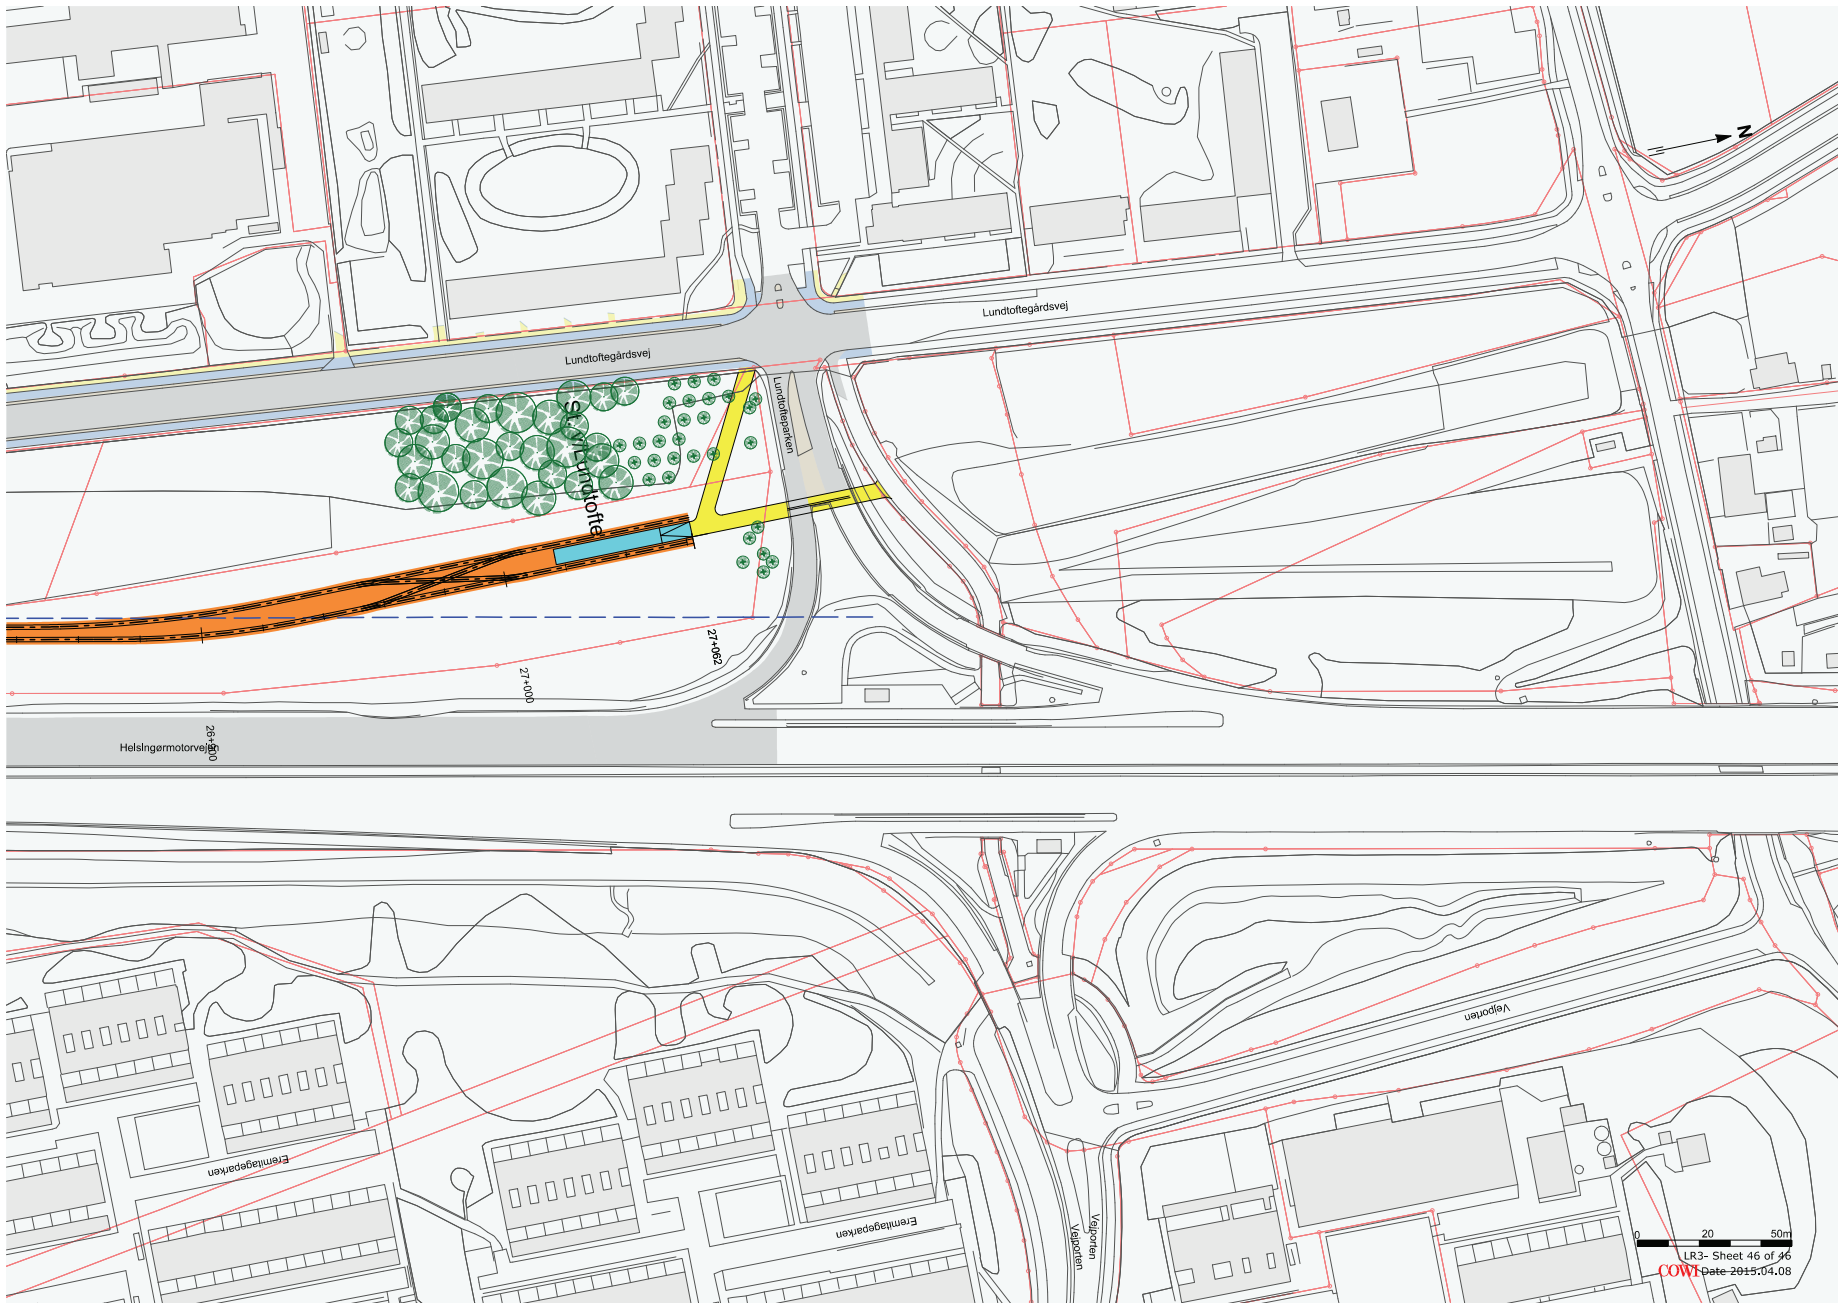 N
Lundtoftegårdsvej
Lundtoftegårdsvej
Lundtofteparken
St. v/Lundtofte
27+062
27+000
26+900
Helsingørmotorvejen
Vejporten
Eremitageparken
Eremitageparken
Vejporten
Vejporten
0 20 50m
LR3- Sheet 46 of 46
COWI Date 2015.04.08